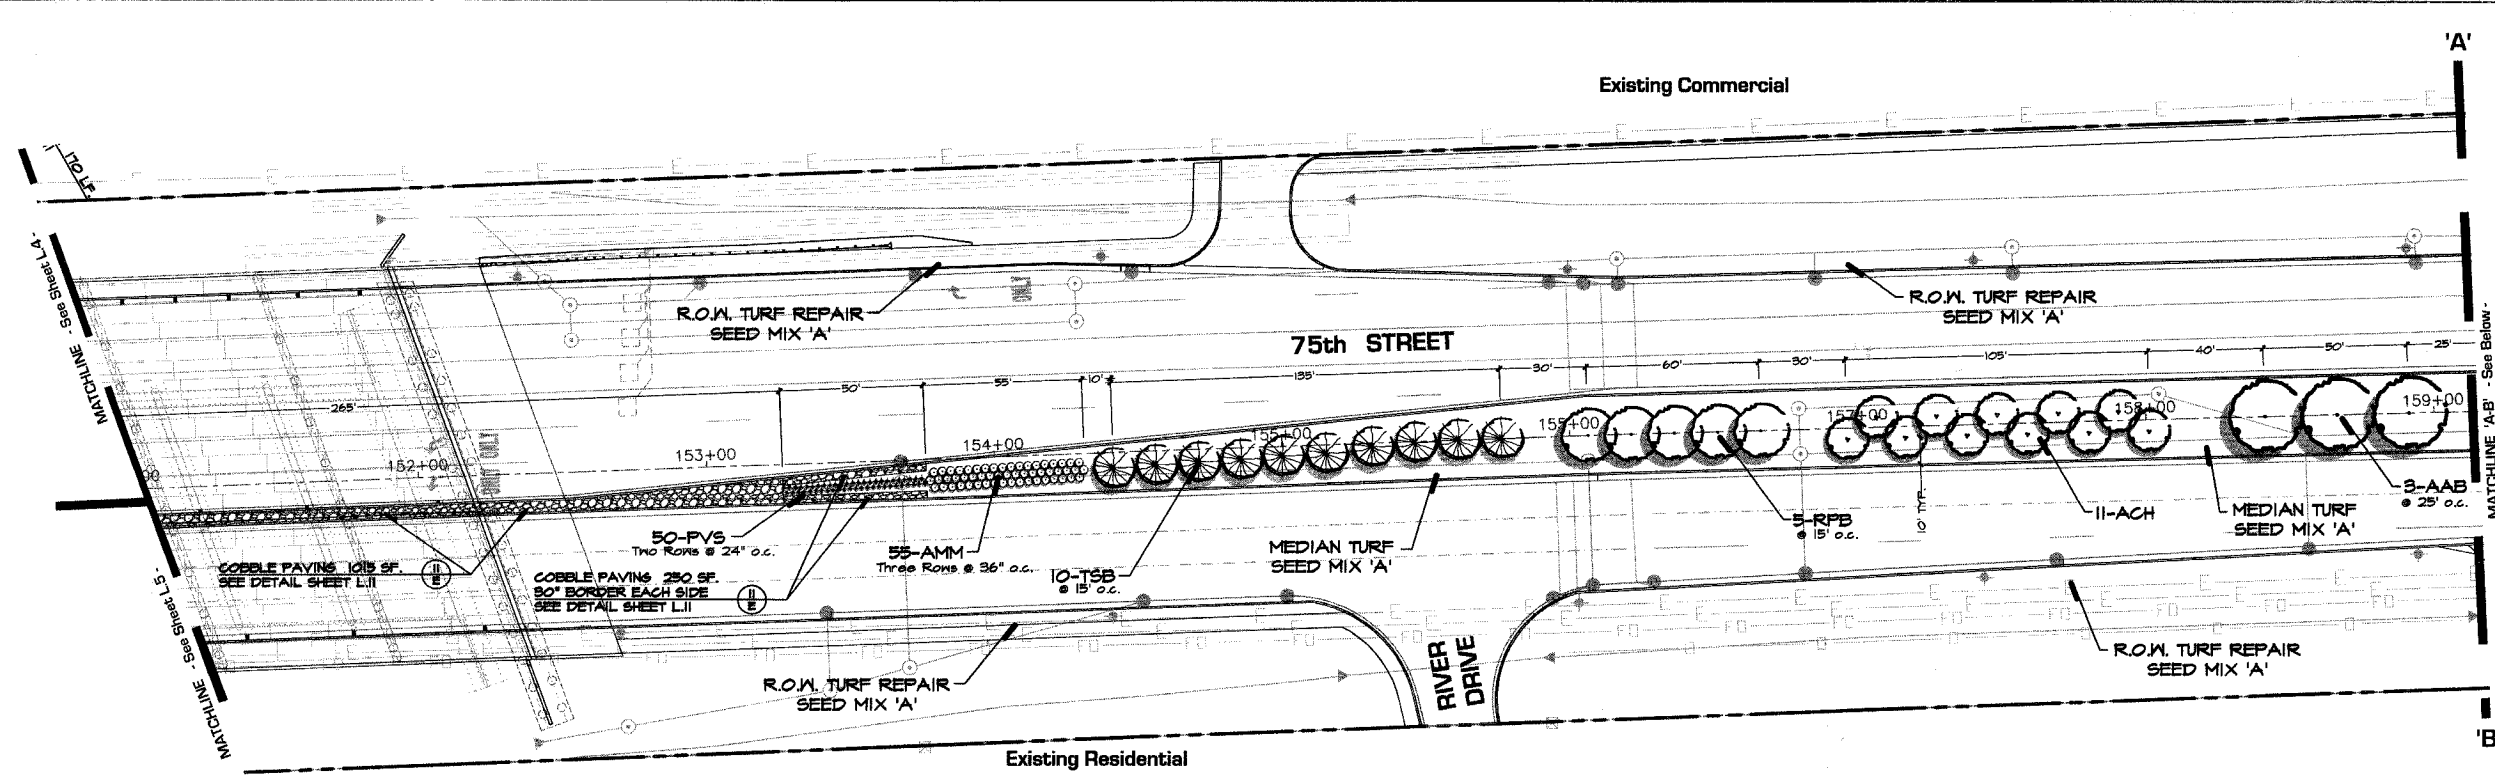 'A'
Existing Commercial
MATCHLINE - See Sheet L.4 -
R.O.W. TURF REPAIR
SEED MIX 'A'
ONLY
R.O.W. TURF REPAIR
SEED MIX 'A'
75th STREET
265'
50'
55'
10'
135'
30'
60'
30'
105'
40'
50'
25'
MATCHLINE 'A-B' - See Below -
152+00
153+00
154+00
155+00
155+00
157+00
158+00
159+00
50-PVS
Two Rows @ 24" o.c.
55-AMM
Three Rows @ 36" o.c.
10-TSB
@ 15' o.c.
MEDIAN TURF
SEED MIX 'A'
5-RPB
@ 15' o.c.
10' TYP.
11-ACH
MEDIAN TURF
SEED MIX 'A'
3-AAB
@ 25' o.c.
COBBLE PAVING 1015 SF.
SEE DETAIL SHEET L.11
11
E
COBBLE PAVING 250 SF.
30" BORDER EACH SIDE
SEE DETAIL SHEET L.11
11
E
MATCHLINE - See Sheet L.5 -
R.O.W. TURF REPAIR
SEED MIX 'A'
RIVER
DRIVE
R.O.W. TURF REPAIR
SEED MIX 'A'
Existing Residential
'B